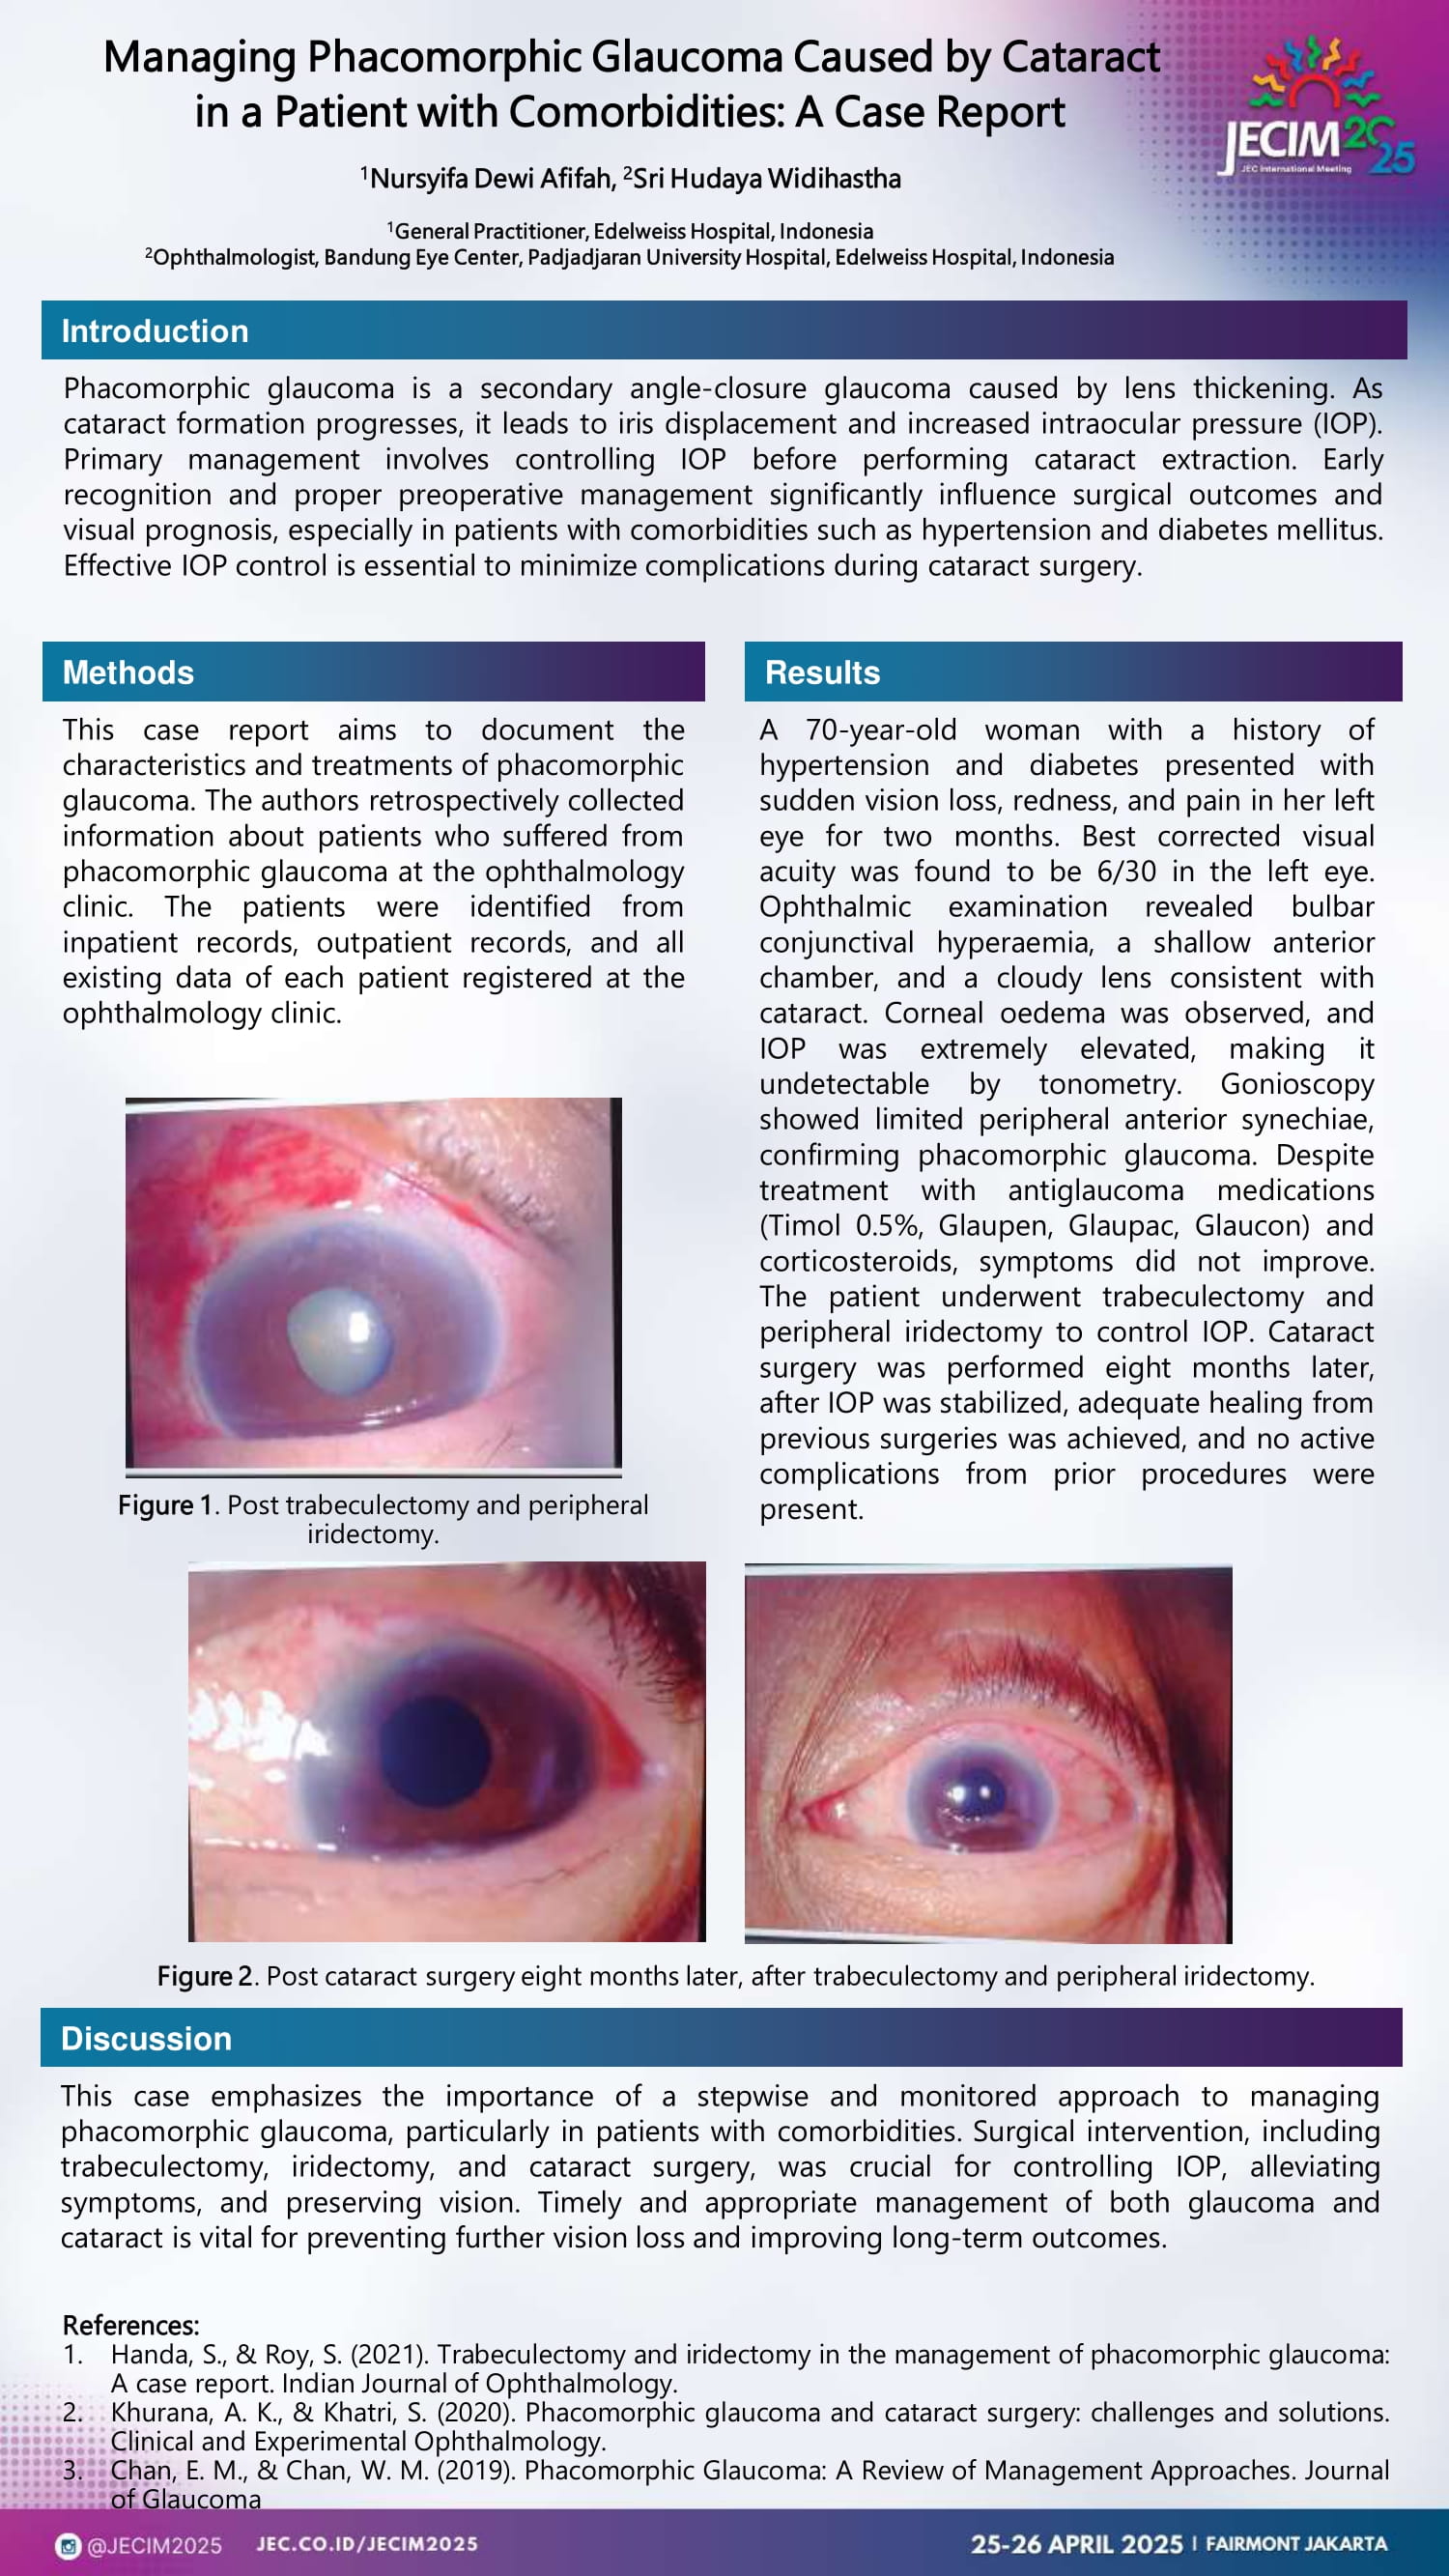 Managing Phacomorphic Glaucoma Caused by Cataract
in a Patient with Comorbidities: A Case Report
JECIM 2025
JEC International Meeting
¹Nursyifa Dewi Afifah, ²Sri Hudaya Widihastha
¹General Practitioner, Edelweiss Hospital, Indonesia
²Ophthalmologist, Bandung Eye Center, Padjadjaran University Hospital, Edelweiss Hospital, Indonesia
Introduction
Phacomorphic glaucoma is a secondary angle-closure glaucoma caused by lens thickening. As
cataract formation progresses, it leads to iris displacement and increased intraocular pressure (IOP).
Primary management involves controlling IOP before performing cataract extraction. Early
recognition and proper preoperative management significantly influence surgical outcomes and
visual prognosis, especially in patients with comorbidities such as hypertension and diabetes mellitus.
Effective IOP control is essential to minimize complications during cataract surgery.
Methods
This case report aims to document the
characteristics and treatments of phacomorphic
glaucoma. The authors retrospectively collected
information about patients who suffered from
phacomorphic glaucoma at the ophthalmology
clinic. The patients were identified from
inpatient records, outpatient records, and all
existing data of each patient registered at the
ophthalmology clinic.
Figure 1. Post trabeculectomy and peripheral
iridectomy.
Results
A 70-year-old woman with a history of
hypertension and diabetes presented with
sudden vision loss, redness, and pain in her left
eye for two months. Best corrected visual
acuity was found to be 6/30 in the left eye.
Ophthalmic examination revealed bulbar
conjunctival hyperaemia, a shallow anterior
chamber, and a cloudy lens consistent with
cataract. Corneal oedema was observed, and
IOP was extremely elevated, making it
undetectable by tonometry. Gonioscopy
showed limited peripheral anterior synechiae,
confirming phacomorphic glaucoma. Despite
treatment with antiglaucoma medications
(Timol 0.5%, Glaupen, Glaupac, Glaucon) and
corticosteroids, symptoms did not improve.
The patient underwent trabeculectomy and
peripheral iridectomy to control IOP. Cataract
surgery was performed eight months later,
after IOP was stabilized, adequate healing from
previous surgeries was achieved, and no active
complications from prior procedures were
present.
Figure 2. Post cataract surgery eight months later, after trabeculectomy and peripheral iridectomy.
Discussion
This case emphasizes the importance of a stepwise and monitored approach to managing
phacomorphic glaucoma, particularly in patients with comorbidities. Surgical intervention, including
trabeculectomy, iridectomy, and cataract surgery, was crucial for controlling IOP, alleviating
symptoms, and preserving vision. Timely and appropriate management of both glaucoma and
cataract is vital for preventing further vision loss and improving long-term outcomes.
References:
1. Handa, S., & Roy, S. (2021). Trabeculectomy and iridectomy in the management of phacomorphic glaucoma:
A case report. Indian Journal of Ophthalmology.
2. Khurana, A. K., & Khatri, S. (2020). Phacomorphic glaucoma and cataract surgery: challenges and solutions.
Clinical and Experimental Ophthalmology.
3. Chan, E. M., & Chan, W. M. (2019). Phacomorphic Glaucoma: A Review of Management Approaches. Journal
of Glaucoma
@JECIM2025 JEC.CO.ID/JECIM2025 25-26 APRIL 2025 | FAIRMONT JAKARTA